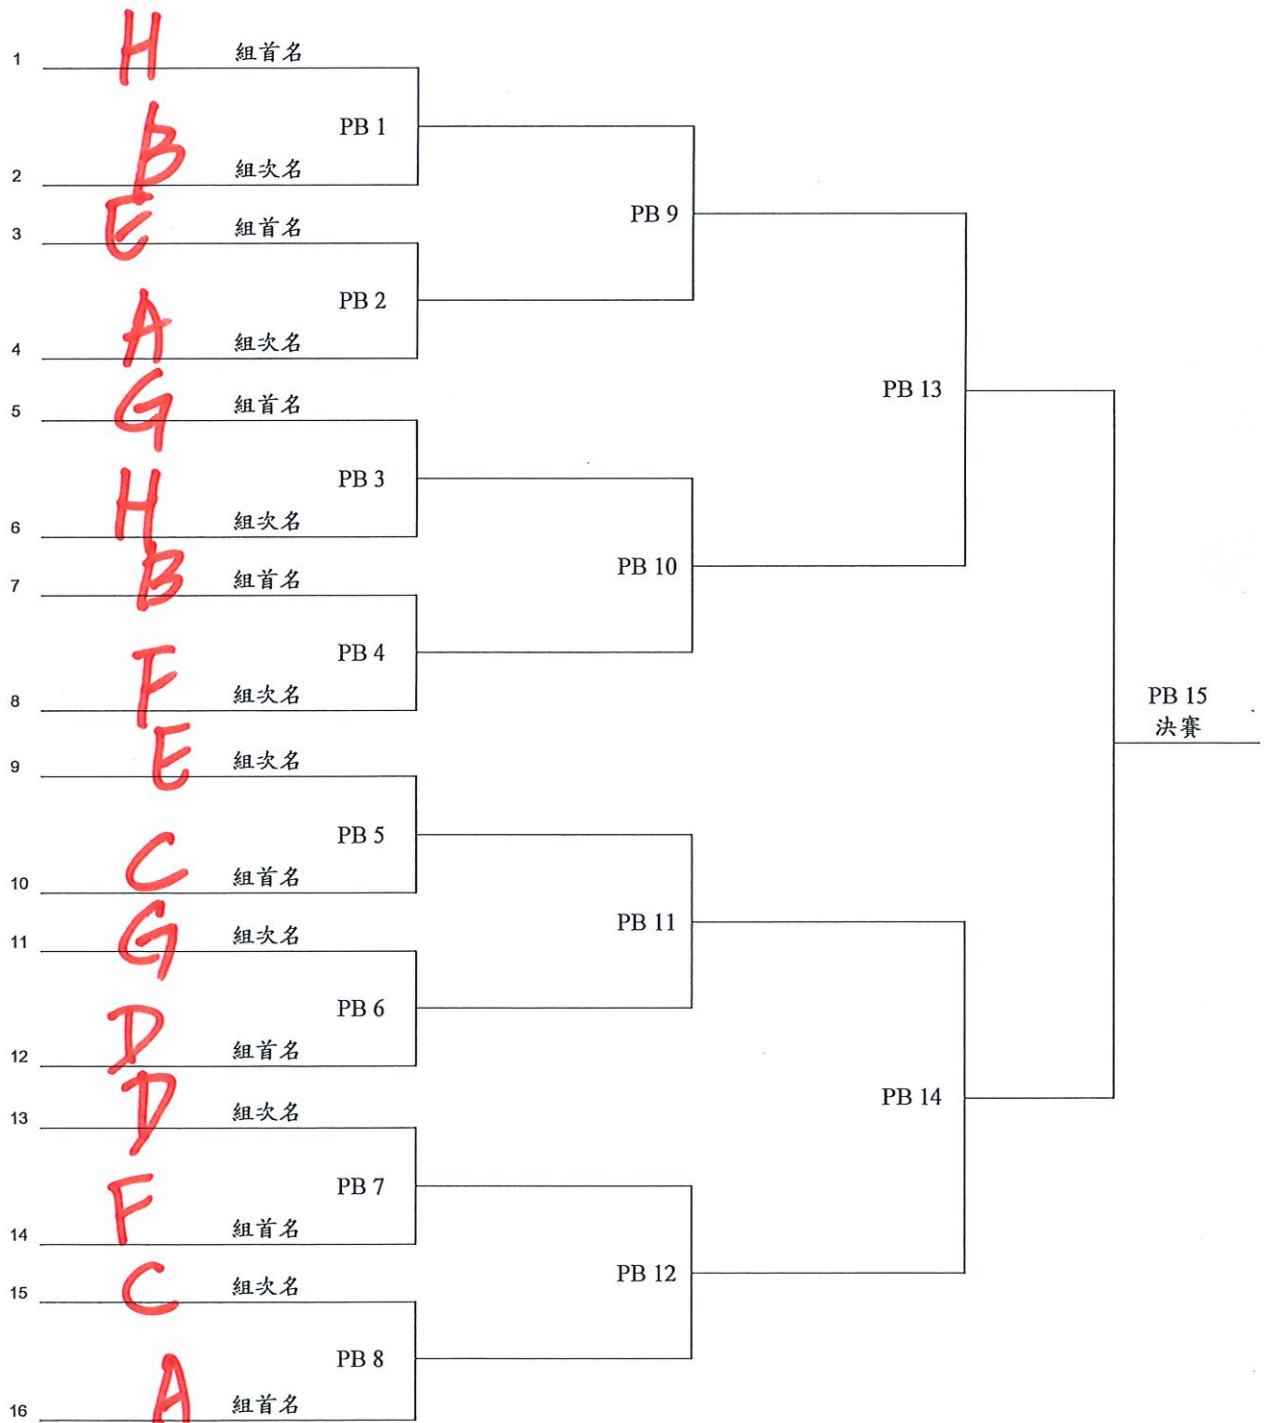 1 H 組首名
PB 1
2 B 組次名
3 E 組首名
PB 9
PB 2
4 A 組次名
PB 13
5 G 組首名
PB 3
6 H 組次名
PB 10
7 B 組首名
PB 4
8 F 組次名
PB 15
決賽
9 E 組次名
PB 5
10 C 組首名
PB 11
11 G 組次名
PB 6
12 D 組首名
PB 14
13 D 組次名
PB 7
14 F 組首名
PB 12
15 C 組次名
PB 8
16 A 組首名